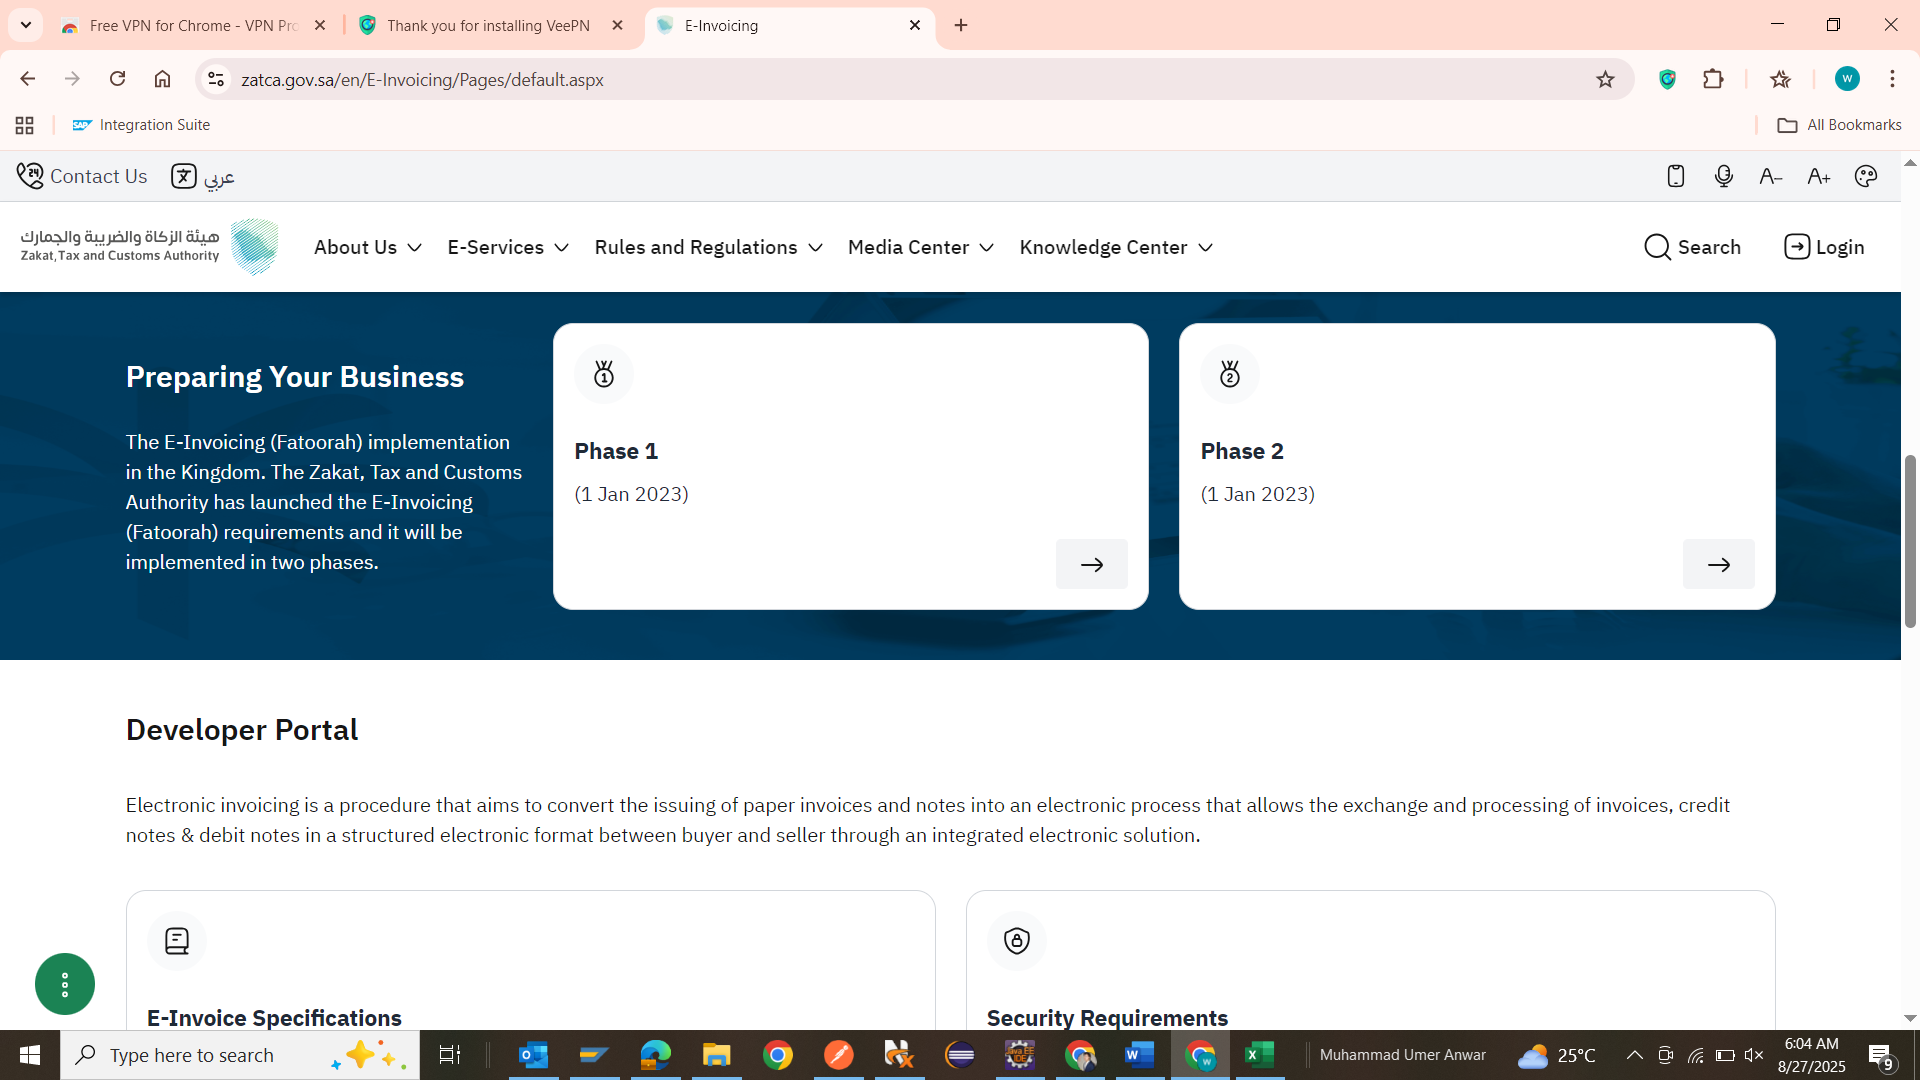 Free VPN for Chrome - VPN Pro
Thank you for installing VeePN
E-Invoicing
zatca.gov.sa/en/E-Invoicing/Pages/default.aspx
W
SAP Integration Suite
All Bookmarks
24 Contact Us
عربي
A-
A+
هيئة الزكاة والضريبة والجمارك
Zakat, Tax and Customs Authority
About Us
E-Services
Rules and Regulations
Media Center
Knowledge Center
Search
Login
Preparing Your Business
The E-Invoicing (Fatoorah) implementation
in the Kingdom. The Zakat, Tax and Customs
Authority has launched the E-Invoicing
(Fatoorah) requirements and it will be
implemented in two phases.
1
Phase 1
(1 Jan 2023)
2
Phase 2
(1 Jan 2023)
Developer Portal
Electronic invoicing is a procedure that aims to convert the issuing of paper invoices and notes into an electronic process that allows the exchange and processing of invoices, credit
notes & debit notes in a structured electronic format between buyer and seller through an integrated electronic solution.
E-Invoice Specifications
Security Requirements
Type here to search
Java EE
IDE
Muhammad Umer Anwar
25°C
6:04 AM
8/27/2025
9